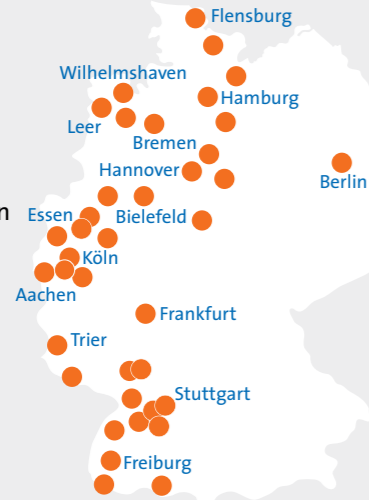 Flensburg
Wilhelmshaven
Hamburg
Leer
Bremen
Hannover
Berlin
n
Essen
Bielefeld
Köln
Aachen
Frankfurt
Trier
Stuttgart
Freiburg